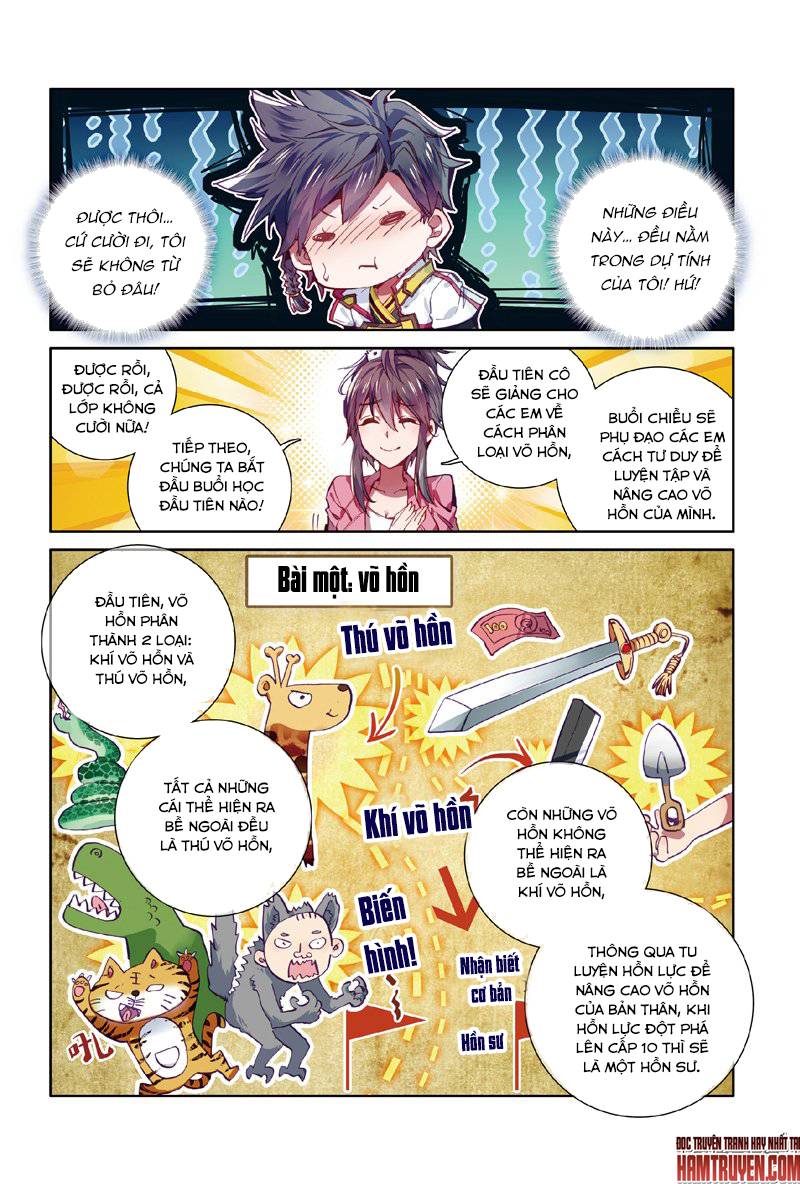 ĐƯỢC THÔI...
CỨ CƯỜI ĐI, TÔI
SẼ KHÔNG TỪ
BỎ ĐÂU!
NHỮNG ĐIỀU
NÀY... ĐỀU NẰM
TRONG DỰ TÍNH
CỦA TÔI! HỨ!
ĐƯỢC RỒI,
ĐƯỢC RỒI, CẢ
LỚP KHÔNG
CƯỜI NỮA!
TIẾP THEO,
CHÚNG TA BẮT
ĐẦU BUỔI HỌC
ĐẦU TIÊN NÀO!
ĐẦU TIÊN CÔ
SẼ GIẢNG CHO
CÁC EM VỀ
CÁCH PHÂN
LOẠI VÕ HỒN,
BUỔI CHIỀU SẼ
PHỤ ĐẠO CÁC EM
CÁCH TƯ DUY ĐỂ
LUYỆN TẬP VÀ
NÂNG CAO VÕ
HỒN CỦA MÌNH.
Bài một: võ hồn
ĐẦU TIÊN, VÕ
HỒN PHÂN
THÀNH 2 LOẠI:
KHÍ VÕ HỒN VÀ
THÚ VÕ HỒN,
Thú võ hồn
100
TẤT CẢ NHỮNG
CÁI THỂ HIỆN RA
BỀ NGOÀI ĐỀU
LÀ THÚ VÕ HỒN,
Khí võ hồn
CÒN NHỮNG VÕ
HỒN KHÔNG
THỂ HIỆN RA
BỀ NGOÀI LÀ
KHÍ VÕ HỒN,
Biến
hình!
Nhận biết
cơ bản
Hồn sư
THÔNG QUA TU
LUYỆN HỒN LỰC ĐỂ
NÂNG CAO VÕ HỒN
CỦA BẢN THÂN, KHI
HỒN LỰC ĐỘT PHÁ
LÊN CẤP 10 THÌ SẼ
LÀ MỘT HỒN SƯ.
吼
ĐỌC TRUYỆN TRANH HAY NHẤT TẠI
HAMTRUYEN.COM